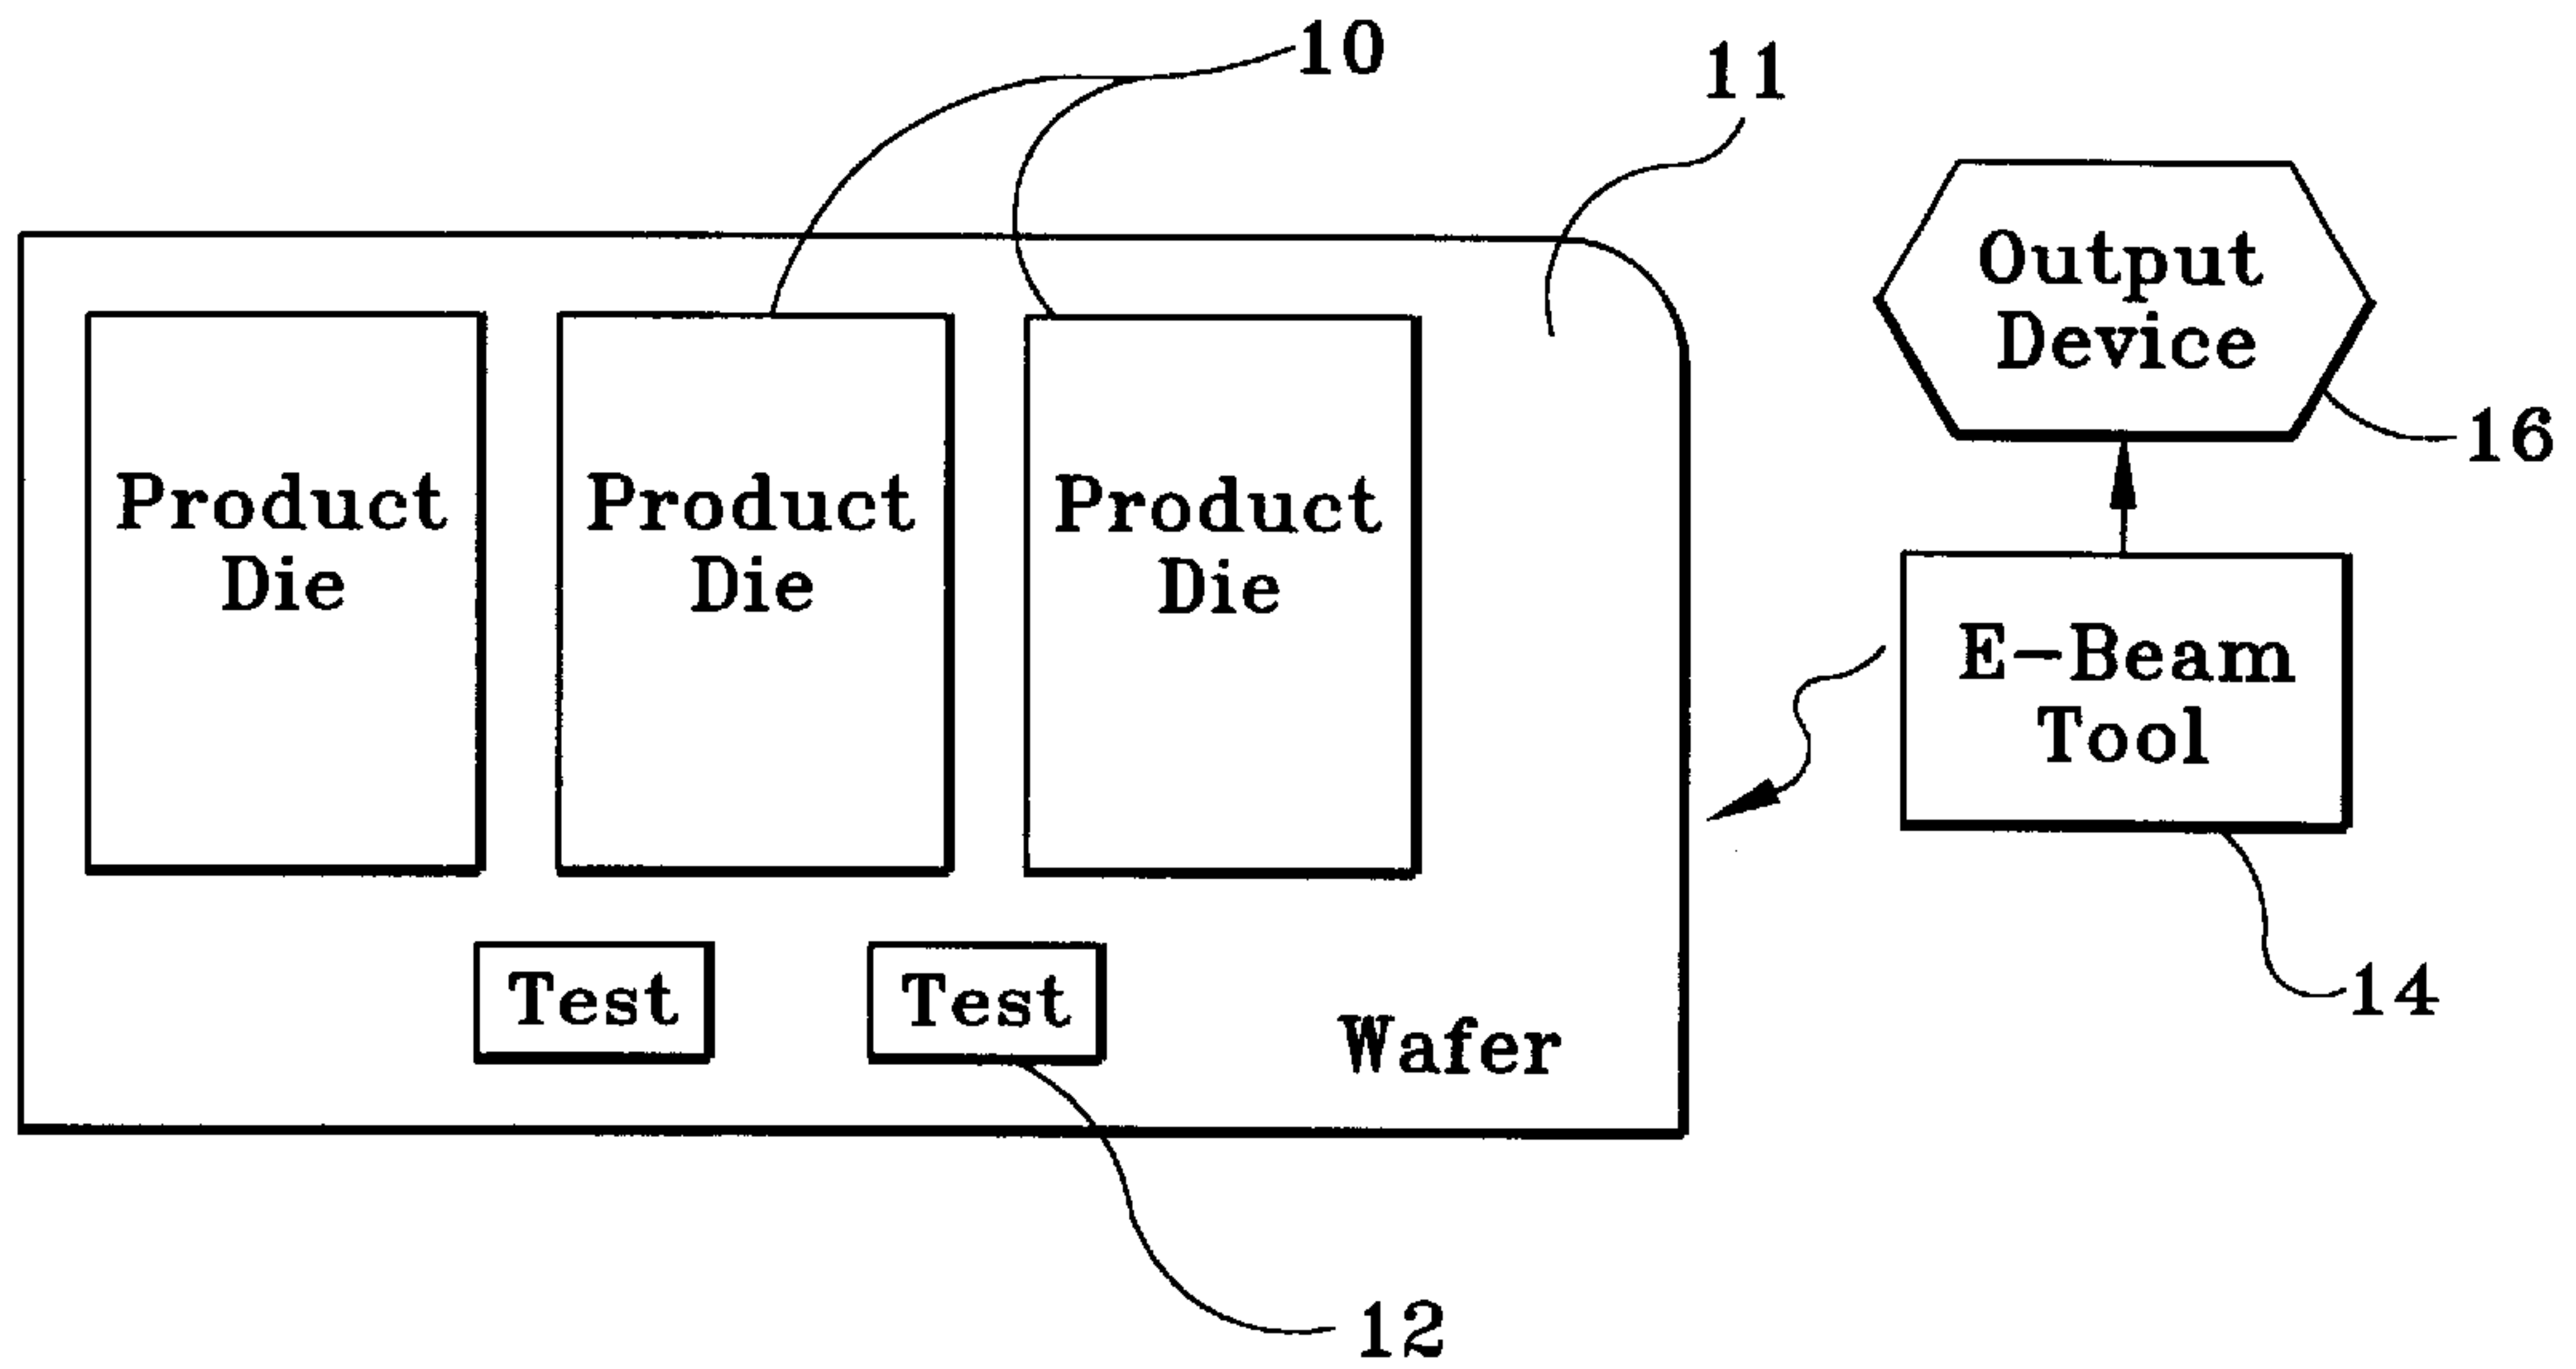 10
11
Output
Device
16
Product
Die
Product
Die
Product
Die
E-Beam
Tool
14
Test
Test
Wafer
12